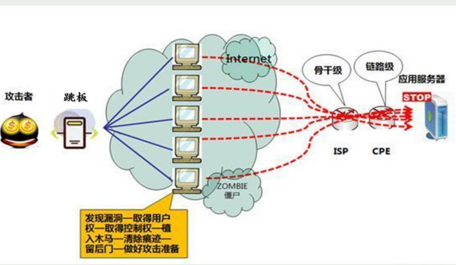 Internet
骨干级
链路级
应用服务器
STOP
攻击者
跳板
ISP
CPE
ZOMBIE
僵尸
发现漏洞—取得用户
权—取得控制权—植
入木马—清除痕迹—
留后门—做好攻击准备